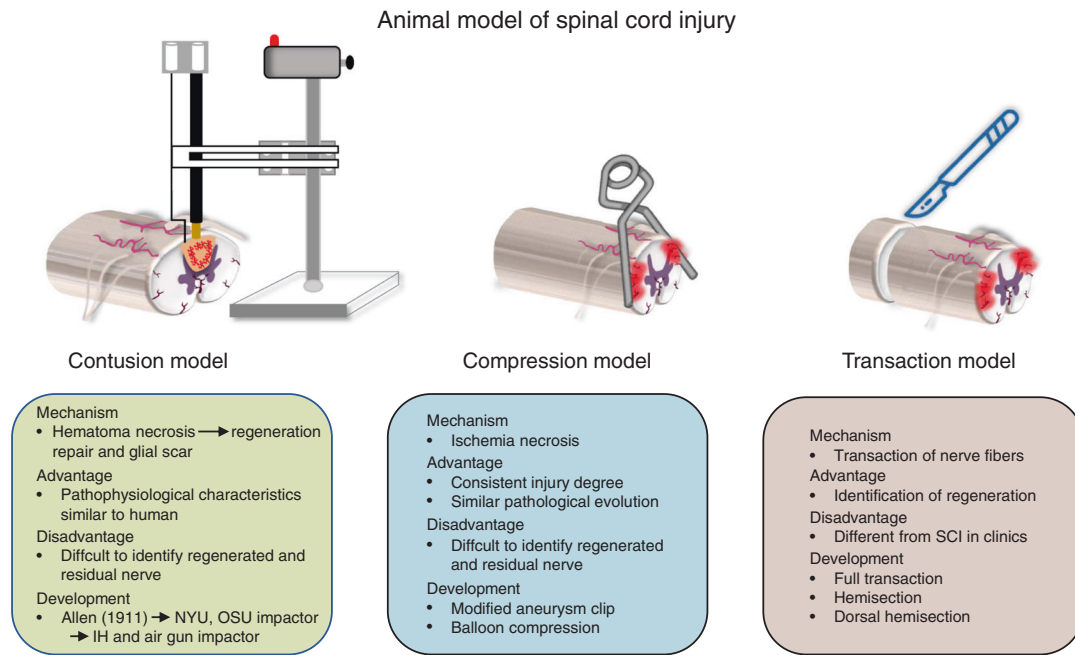 Animal model of spinal cord injury
Contusion model
Mechanism
• Hematoma necrosis → regeneration
repair and glial scar
Advantage
• Pathophysiological characteristics
similar to human
Disadvantage
• Diffcult to identify regenerated and
residual nerve
Development
• Allen (1911) → NYU, OSU impactor
→ IH and air gun impactor
Compression model
Mechanism
• Ischemia necrosis
Advantage
• Consistent injury degree
• Similar pathological evolution
Disadvantage
• Diffcult to identify regenerated
and residual nerve
Development
• Modified aneurysm clip
• Balloon compression
Transaction model
Mechanism
• Transaction of nerve fibers
Advantage
• Identification of regeneration
Disadvantage
• Different from SCI in clinics
Development
• Full transaction
• Hemisection
• Dorsal hemisection